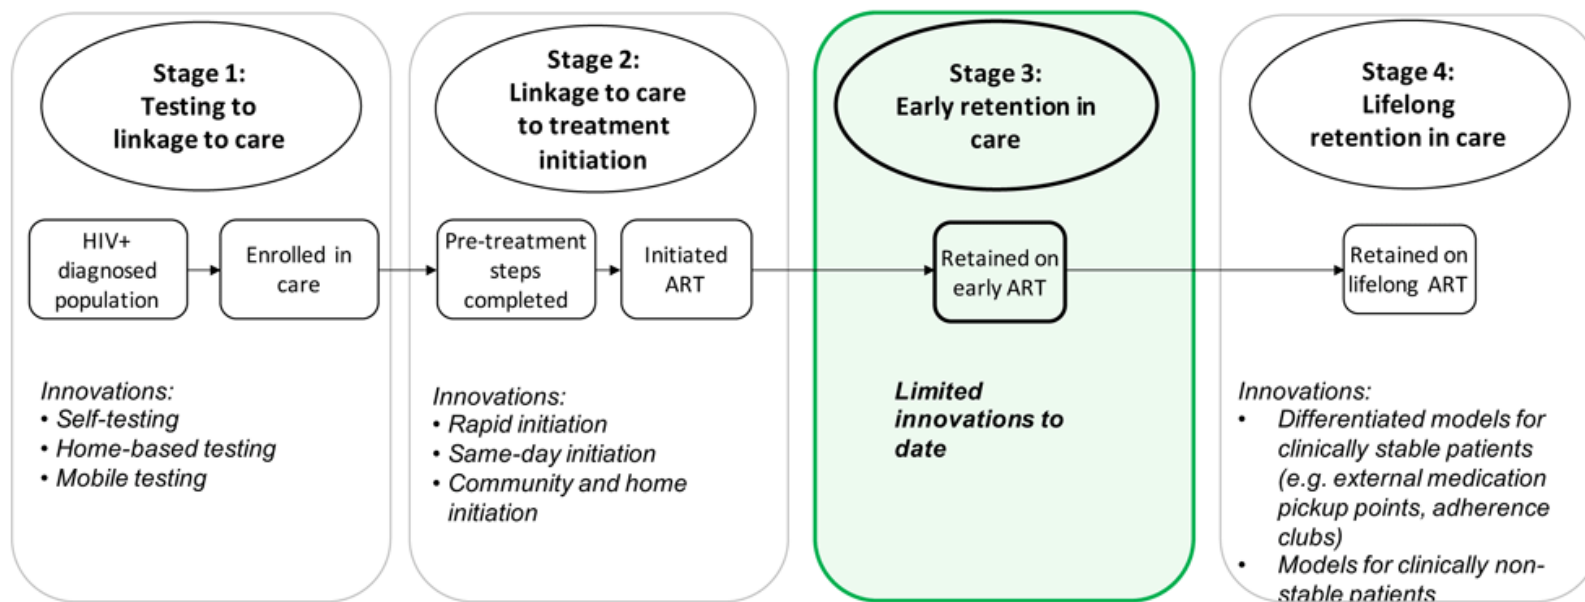 Stage 1:
Testing to
linkage to care
Stage 2:
Linkage to care
to treatment
initiation
Stage 3:
Early retention in
care
Stage 4:
Lifelong
retention in care
HIV+
diagnosed
population
Enrolled in
care
Pre-treatment
steps
completed
Initiated
ART
Retained on
early ART
Retained on
lifelong ART
Innovations:
• Self-testing
• Home-based testing
• Mobile testing
Innovations:
• Rapid initiation
• Same-day initiation
• Community and home
initiation
Limited
innovations to
date
Innovations:
• Differentiated models for
clinically stable patients
(e.g. external medication
pickup points, adherence
clubs)
• Models for clinically non-
stable patients